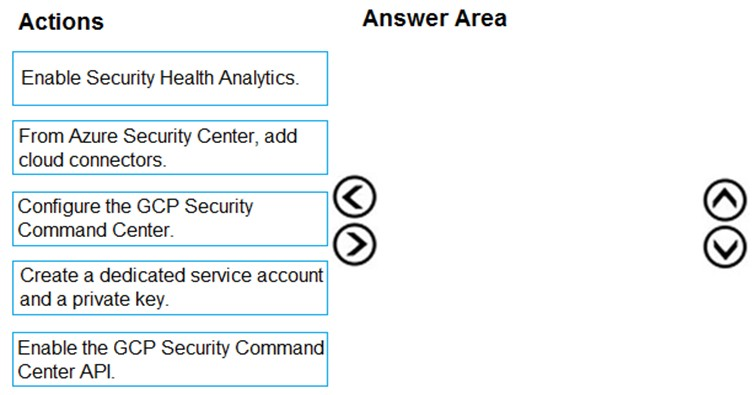 Actions
Answer Area
Enable Security Health Analytics.
From Azure Security Center, add
cloud connectors.
Configure the GCP Security
Command Center.
Create a dedicated service account
and a private key.
Enable the GCP Security Command
Center API.